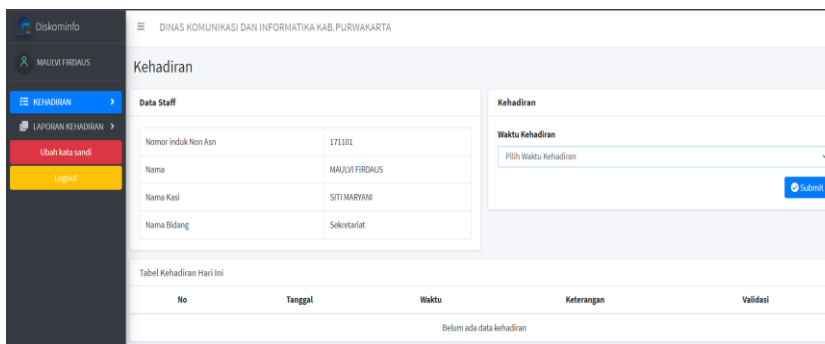 Diskominfo
DINAS KOMUNIKASI DAN INFORMATIKA KAB.PURWAKARTA
MAULVI FIRDAUS
Kehadiran
KEHADIRAN
LAPORAN KEHADIRAN
Ubah kata sandi
Logout
Data Staff
Nomor induk Non Asn 171101
Nama MAULVI FIRDAUS
Nama Kasi SITI MARYANI
Nama Bidang Sekretariat
Kehadiran
Waktu Kehadiran
Pilih Waktu Kehadiran
Submit
Tabel Kehadiran Hari Ini
No Tanggal Waktu Keterangan Validasi
Belum ada data kehadiran